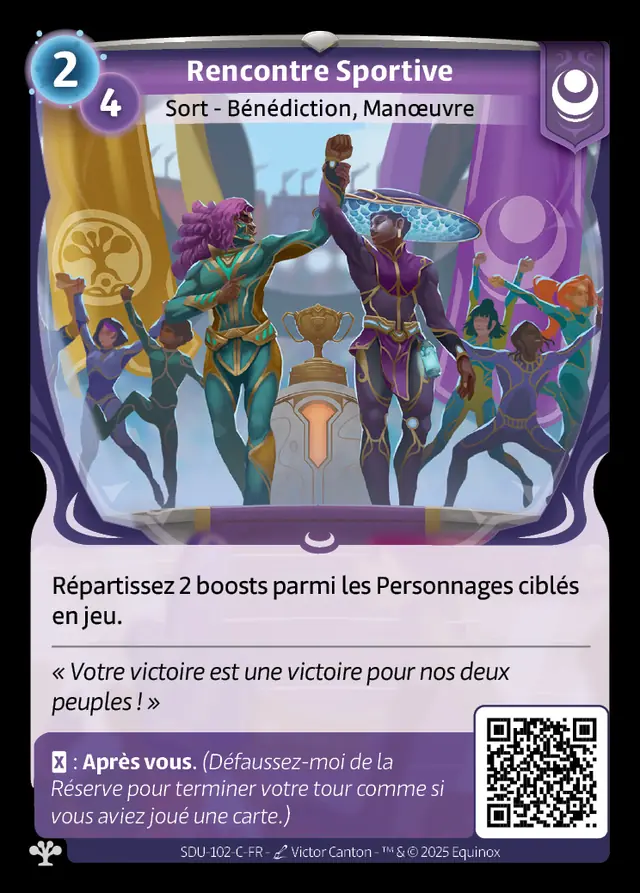 2
Rencontre Sportive
4
Sort - Bénédiction, Manœuvre
Répartissez 2 boosts parmi les Personnages ciblés
en jeu.
« Votre victoire est une victoire pour nos deux
peuples ! »
X : Après vous. (Défaussez-moi de la
Réserve pour terminer votre tour comme si
vous aviez joué une carte.)
SDU-102-C-FR - Victor Canton - ™ & © 2025 Equinox